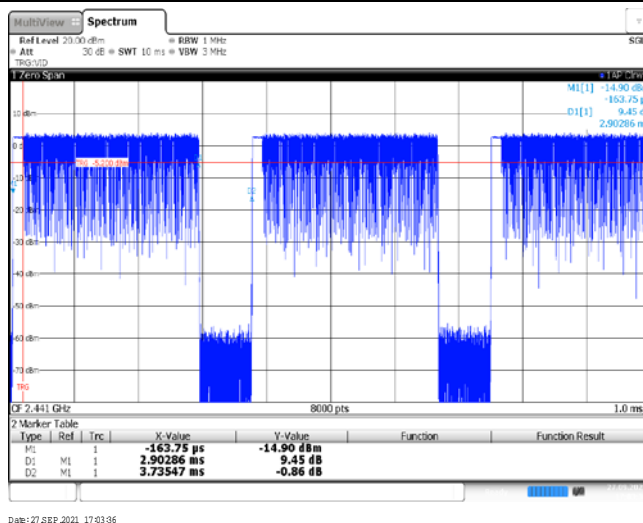 MultiView Spectrum
Ref Level 20.00 dBm RBW 1 MHz SGL
Att 30 dB SWT 10 ms VBW 3 MHz
TRG:VID
1 Zero Span 1AP Clrw
M1[1] -14.90 dB
-163.75 µ
D1[1] 9.45 d
2.90286 m
10 dBm
0 d
TRG -5.200 dBm
-10
-20 dBm
D2
-30 dBm
-40 dBm
-50 dBm
-60 dBm
-70 dBm
TRG
CF 2.441 GHz 8000 pts 1.0 ms
2 Marker Table
Type Ref Trc X-Value Y-Value Function Function Result
M1 1 -163.75 µs -14.90 dBm
D1 M1 1 2.90286 ms 9.45 dB
D2 M1 1 3.73547 ms -0.86 dB
Date: 27.SEP.2021 17:03:36